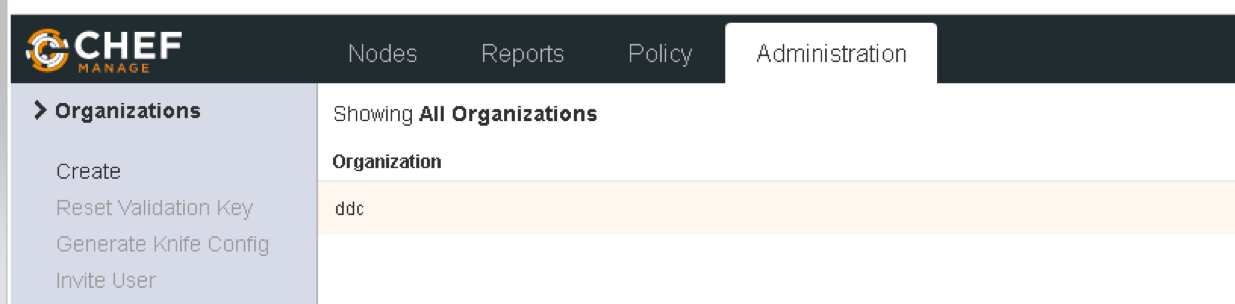 CHEF
MANAGE
Nodes Reports Policy Administration
Organizations
Create
Reset Validation Key
Generate Knife Config
Invite User
Showing All Organizations
Organization
ddc